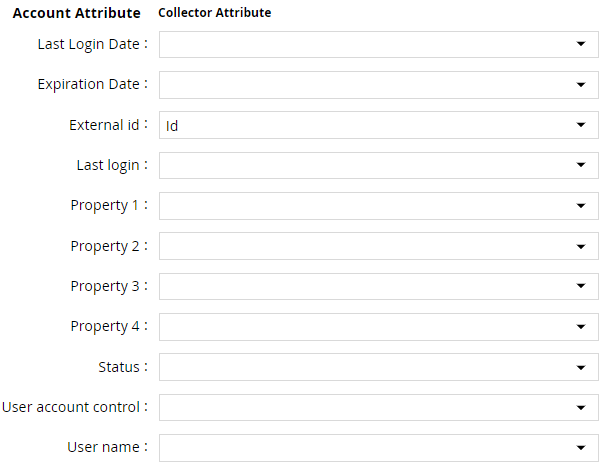 Account Attribute Collector Attribute
Last Login Date :
Expiration Date :
External id : Id
Last login :
Property 1 :
Property 2 :
Property 3 :
Property 4 :
Status :
User account control :
User name :